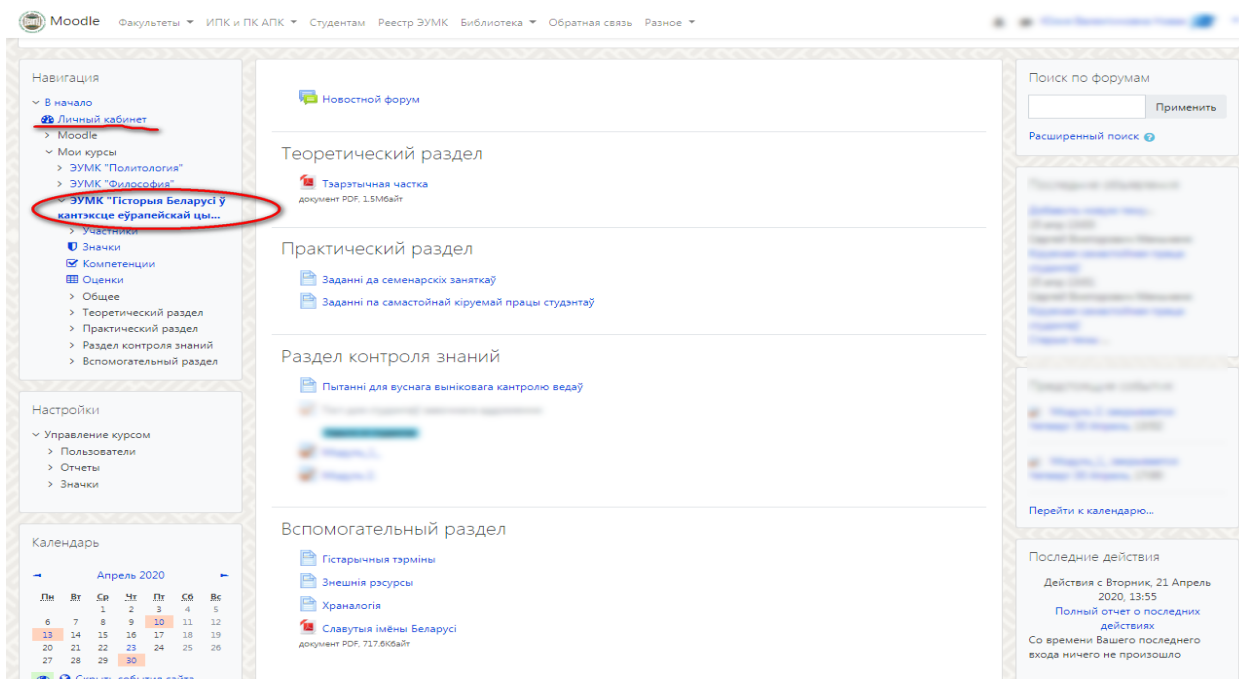 Moodle Факультеты ИПК и ПК АПК Студентам Реестр ЭУМК Библиотека Обратная связь Разное
Навигация
В начало
Личный кабинет
Moodle
Мои курсы
ЭУМК "Политология"
ЭУМК "Философия"
ЭУМК "Гісторыя Беларусі ў
кантэксце еўрапейскай цы...
Участники
Значки
Компетенции
Оценки
Общее
Теоретический раздел
Практический раздел
Раздел контроля знаний
Вспомогательный раздел
Настройки
Управление курсом
Пользователи
Отчеты
Значки
Календарь
Апрель 2020
Пн Вт Ср Чт Пт Сб Вс
1 2 3 4 5
6 7 8 9 10 11 12
13 14 15 16 17 18 19
20 21 22 23 24 25 26
27 28 29 30
Скрыть события сайта
Новостной форум
Теоретический раздел
Тэарэтычная частка
документ PDF, 1.5Мбайт
Практический раздел
Заданні да семенарскіх заняткаў
Заданні па самастойнай кіруемай працы студэнтаў
Раздел контроля знаний
Пытанні для вуснага выніковага кантролю ведаў
Вспомогательный раздел
Гістарычныя тэрміны
Знешнія рэсурсы
Храналогія
Славутыя імёны Беларусі
документ PDF, 717.6Кбайт
Поиск по форумам
Применить
Расширенный поиск
Перейти к календарю...
Последние действия
Действия с Вторник, 21 Апрель
2020, 13:55
Полный отчет о последних
действиях
Со времени Вашего последнего
входа ничего не произошло